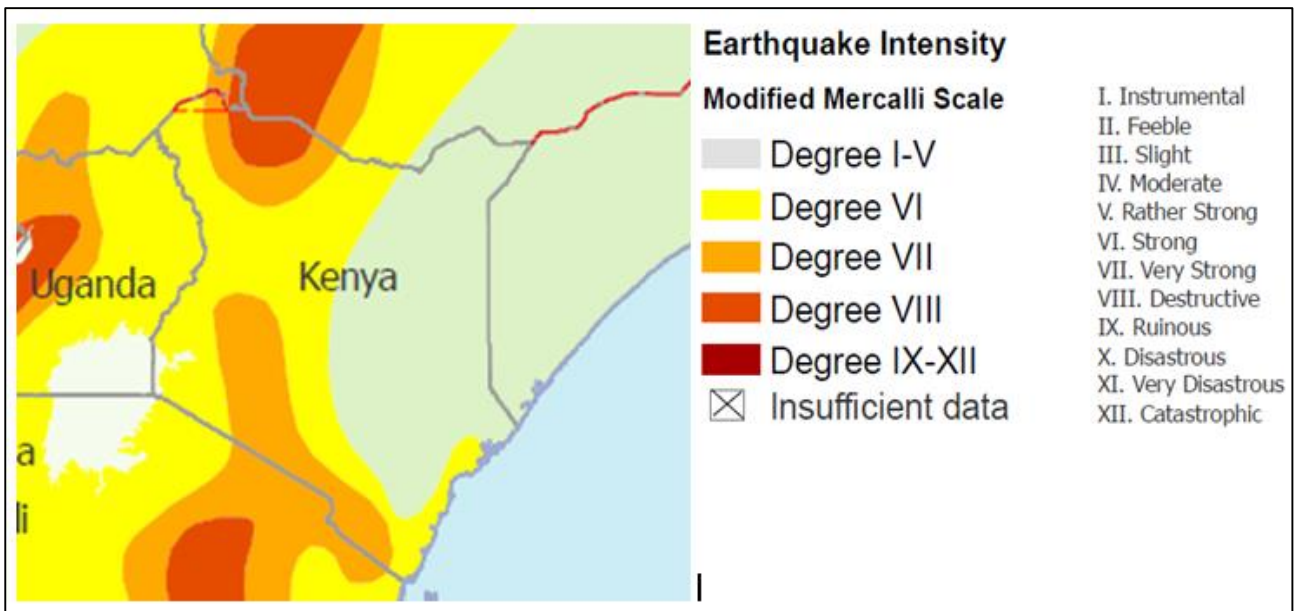 Uganda
Kenya
a
li
Earthquake Intensity
Modified Mercalli Scale
Degree I-V
Degree VI
Degree VII
Degree VIII
Degree IX-XII
Insufficient data
I. Instrumental
II. Feeble
III. Slight
IV. Moderate
V. Rather Strong
VI. Strong
VII. Very Strong
VIII. Destructive
IX. Ruinous
X. Disastrous
XI. Very Disastrous
XII. Catastrophic